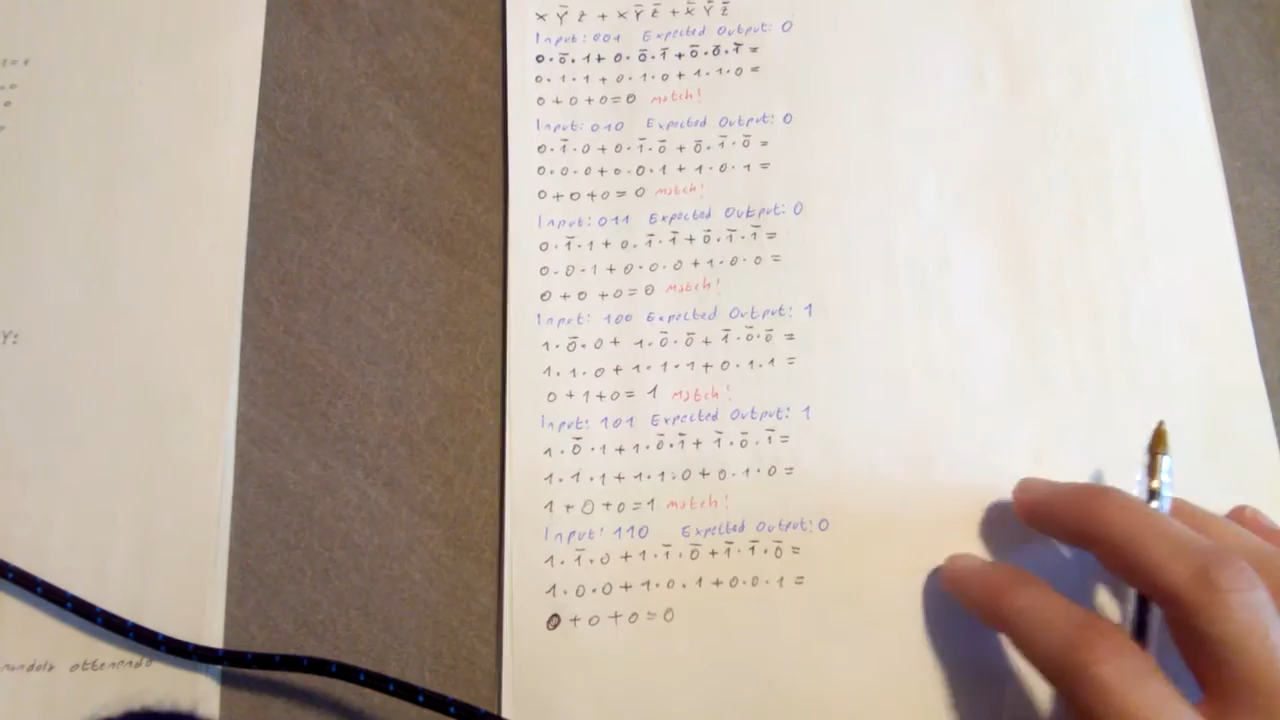 1=1
.0
0
Y:
nandole ottenendo
X Ȳ Z + X Ȳ Z̄ + X̄ Ȳ Z̄
Input: 001 Expected Output: 0
0·0̄·1+0·0̄·1̄+0̄·0̄·1̄=
0·1·1+0·1·0+1·1·0=
0+0+0=0 Match!
Input: 010 Expected Output: 0
0·1̄·0+0·1̄·0̄+0̄·1̄·0̄=
0·0·0+0·0·1+1·0·1=
0+0+0=0 Match!
Input: 011 Expected Output: 0
0·1̄·1+0·1̄·1̄+0̄·1̄·1̄=
0·0·1+0·0·0+1·0·0=
0+0+0=0 Match!
Input: 100 Expected Output: 1
1·0̄·0+1·0̄·0̄+1̄·0̄·0̄=
1·1·0+1·1·1+0·1·1=
0+1+0=1 Match!
Input: 101 Expected Output: 1
1·0̄·1+1·0̄·1̄+1̄·0̄·1̄=
1·1·1+1·1·0+0·1·0=
1+0+0=1 Match!
Input: 110 Expected Output: 0
1·1̄·0+1·1̄·0̄+1̄·1̄·0̄=
1·0·0+1·0·1+0·0·1=
0+0+0=0